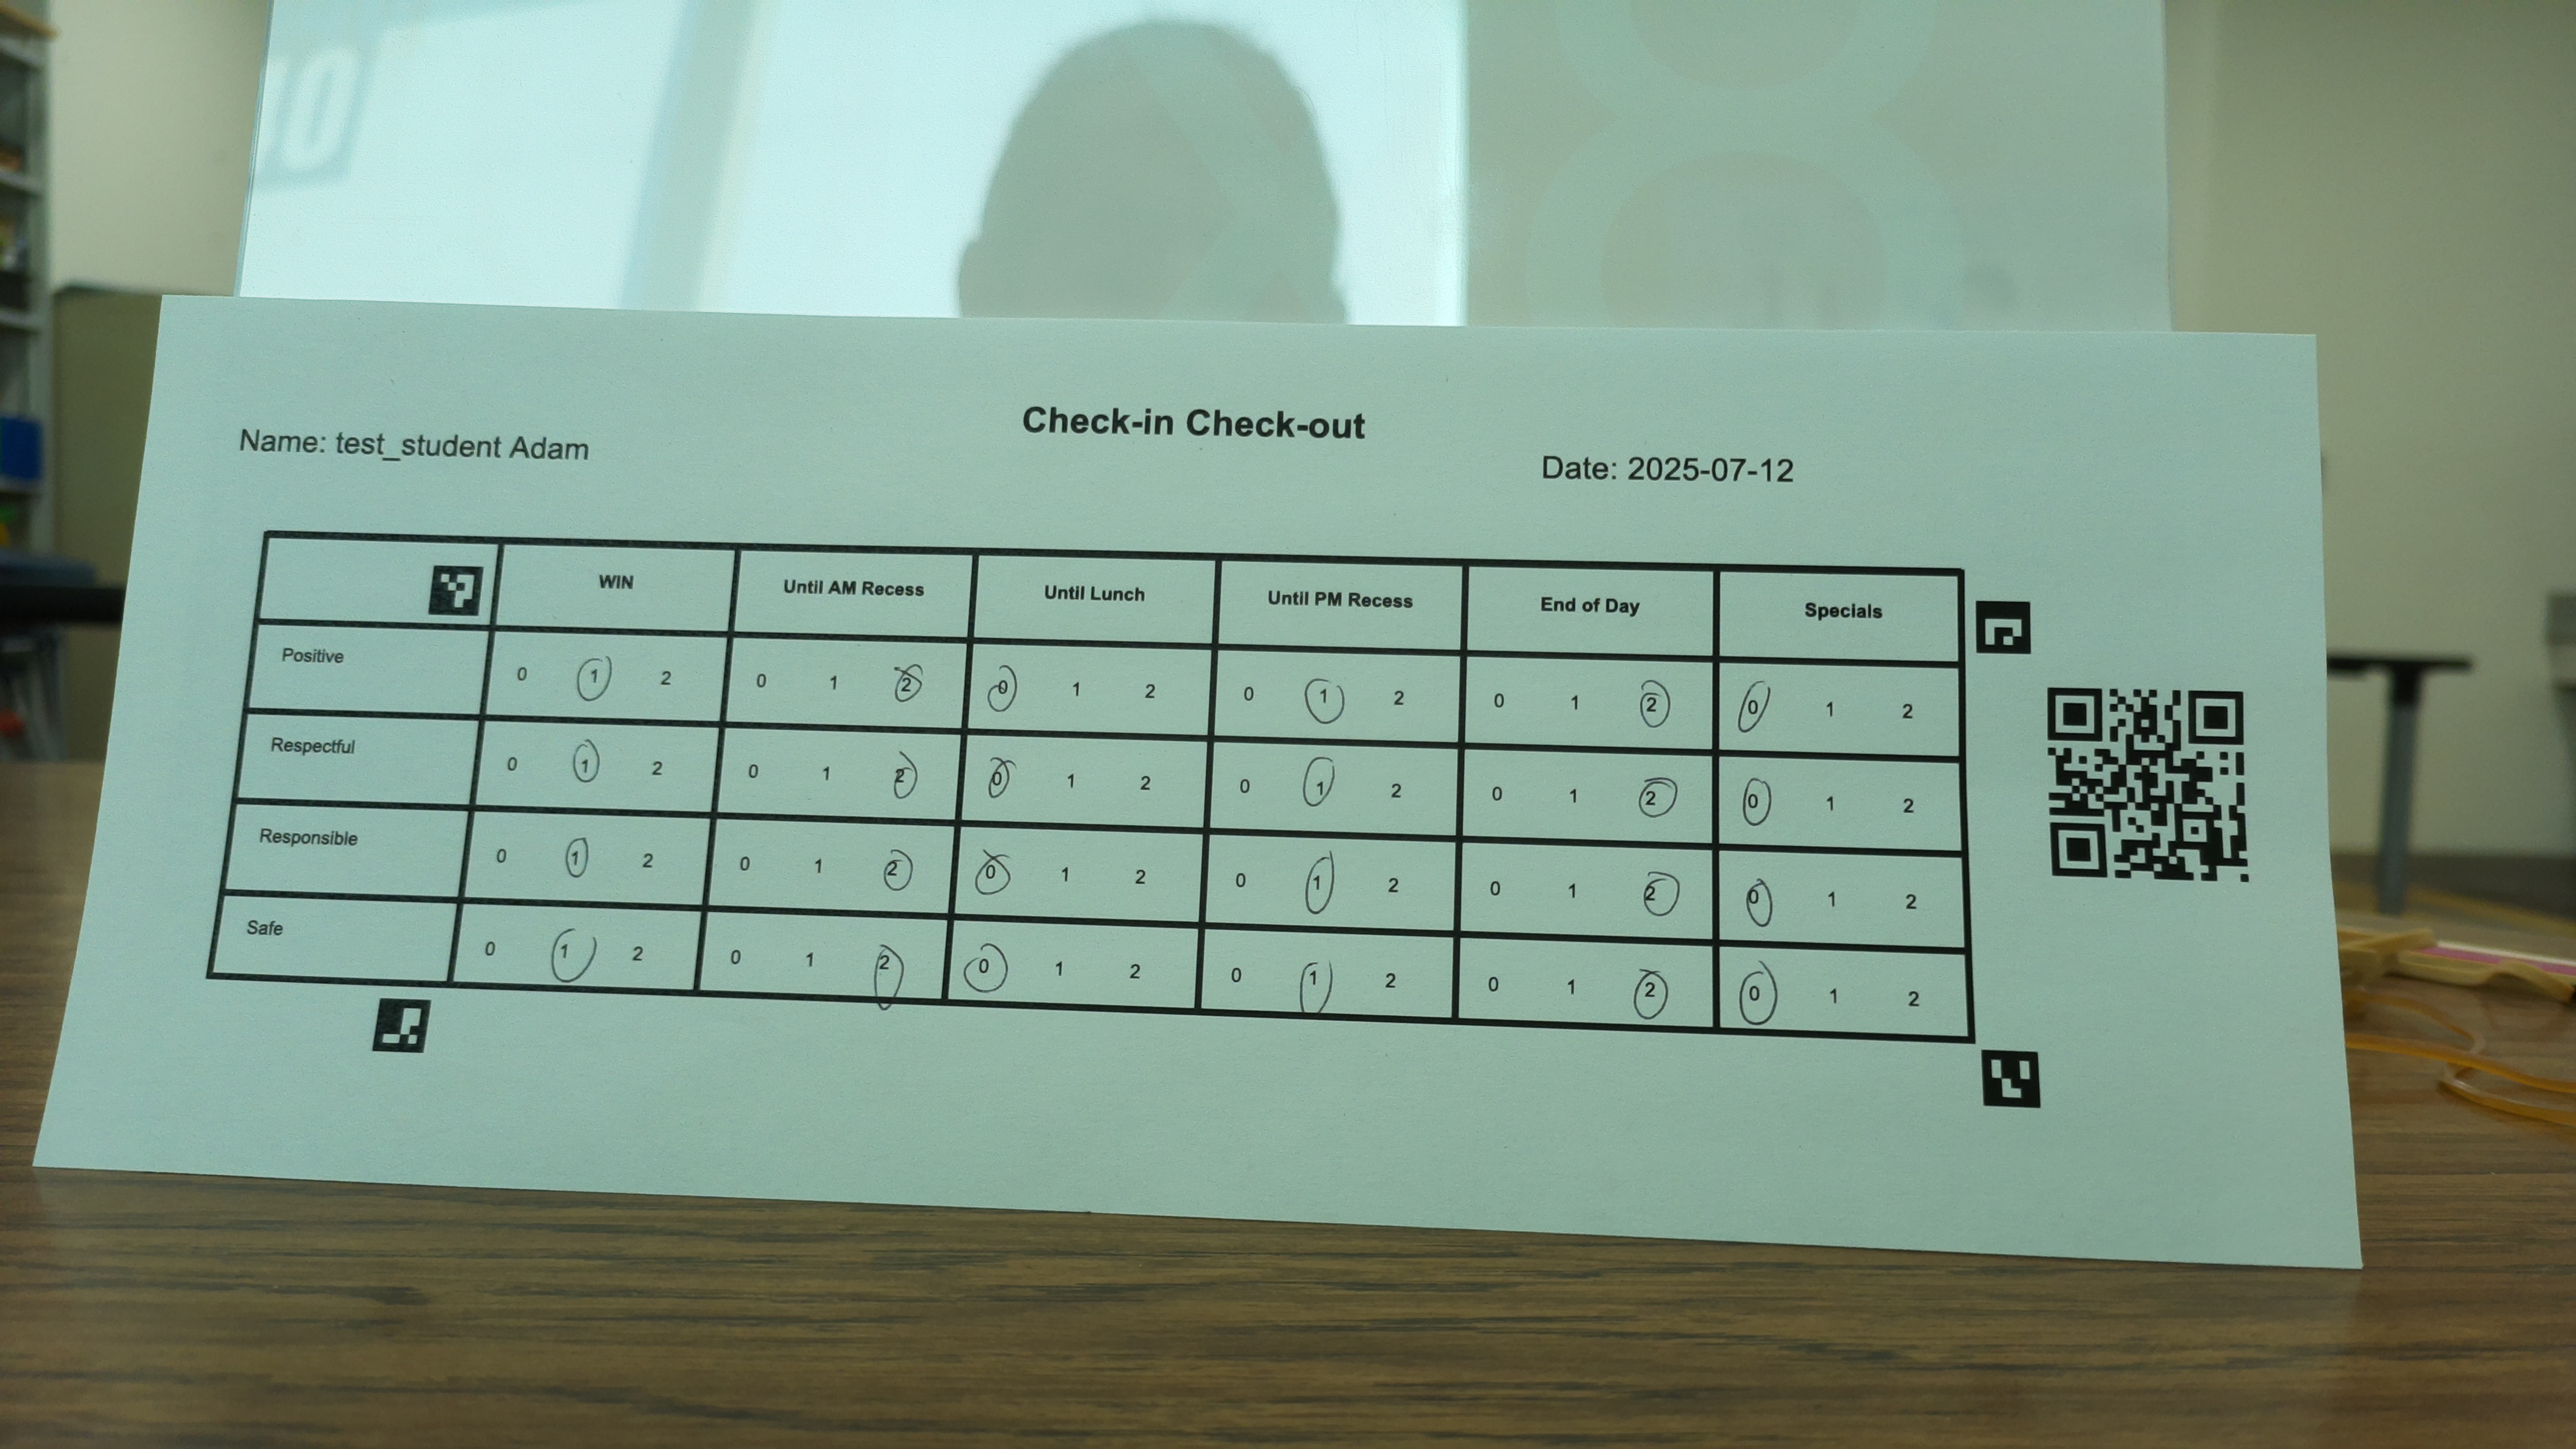 10
Check-in Check-out
Name: test_student Adam
Date: 2025-07-12
WIN Until AM Recess Until Lunch Until PM Recess End of Day Specials
Positive 0 1 2 0 1 2 0 1 2 0 1 2 0 1 2 0 1 2
Respectful 0 1 2 0 1 2 0 1 2 0 1 2 0 1 2 0 1 2
Responsible 0 1 2 0 1 2 0 1 2 0 1 2 0 1 2 0 1 2
Safe 0 1 2 0 1 2 0 1 2 0 1 2 0 1 2 0 1 2